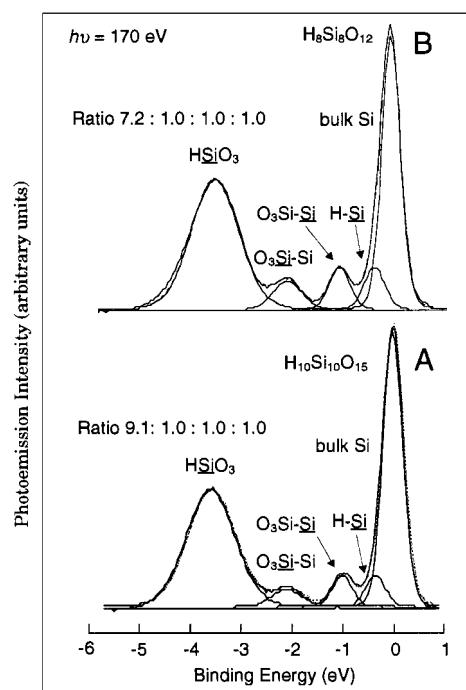 hν = 170 eV
H₈Si₈O₁₂
B
bulk Si
Ratio 7.2 : 1.0 : 1.0 : 1.0
HSiO₃
O₃Si-Si
H-Si
O₃Si-Si
H₁₀Si₁₀O₁₅
A
bulk Si
Ratio 9.1: 1.0 : 1.0 : 1.0
HSiO₃
O₃Si-Si
H-Si
O₃Si-Si
Photoemission Intensity (arbitrary units)
-6 -5 -4 -3 -2 -1 0 1
Binding Energy (eV)